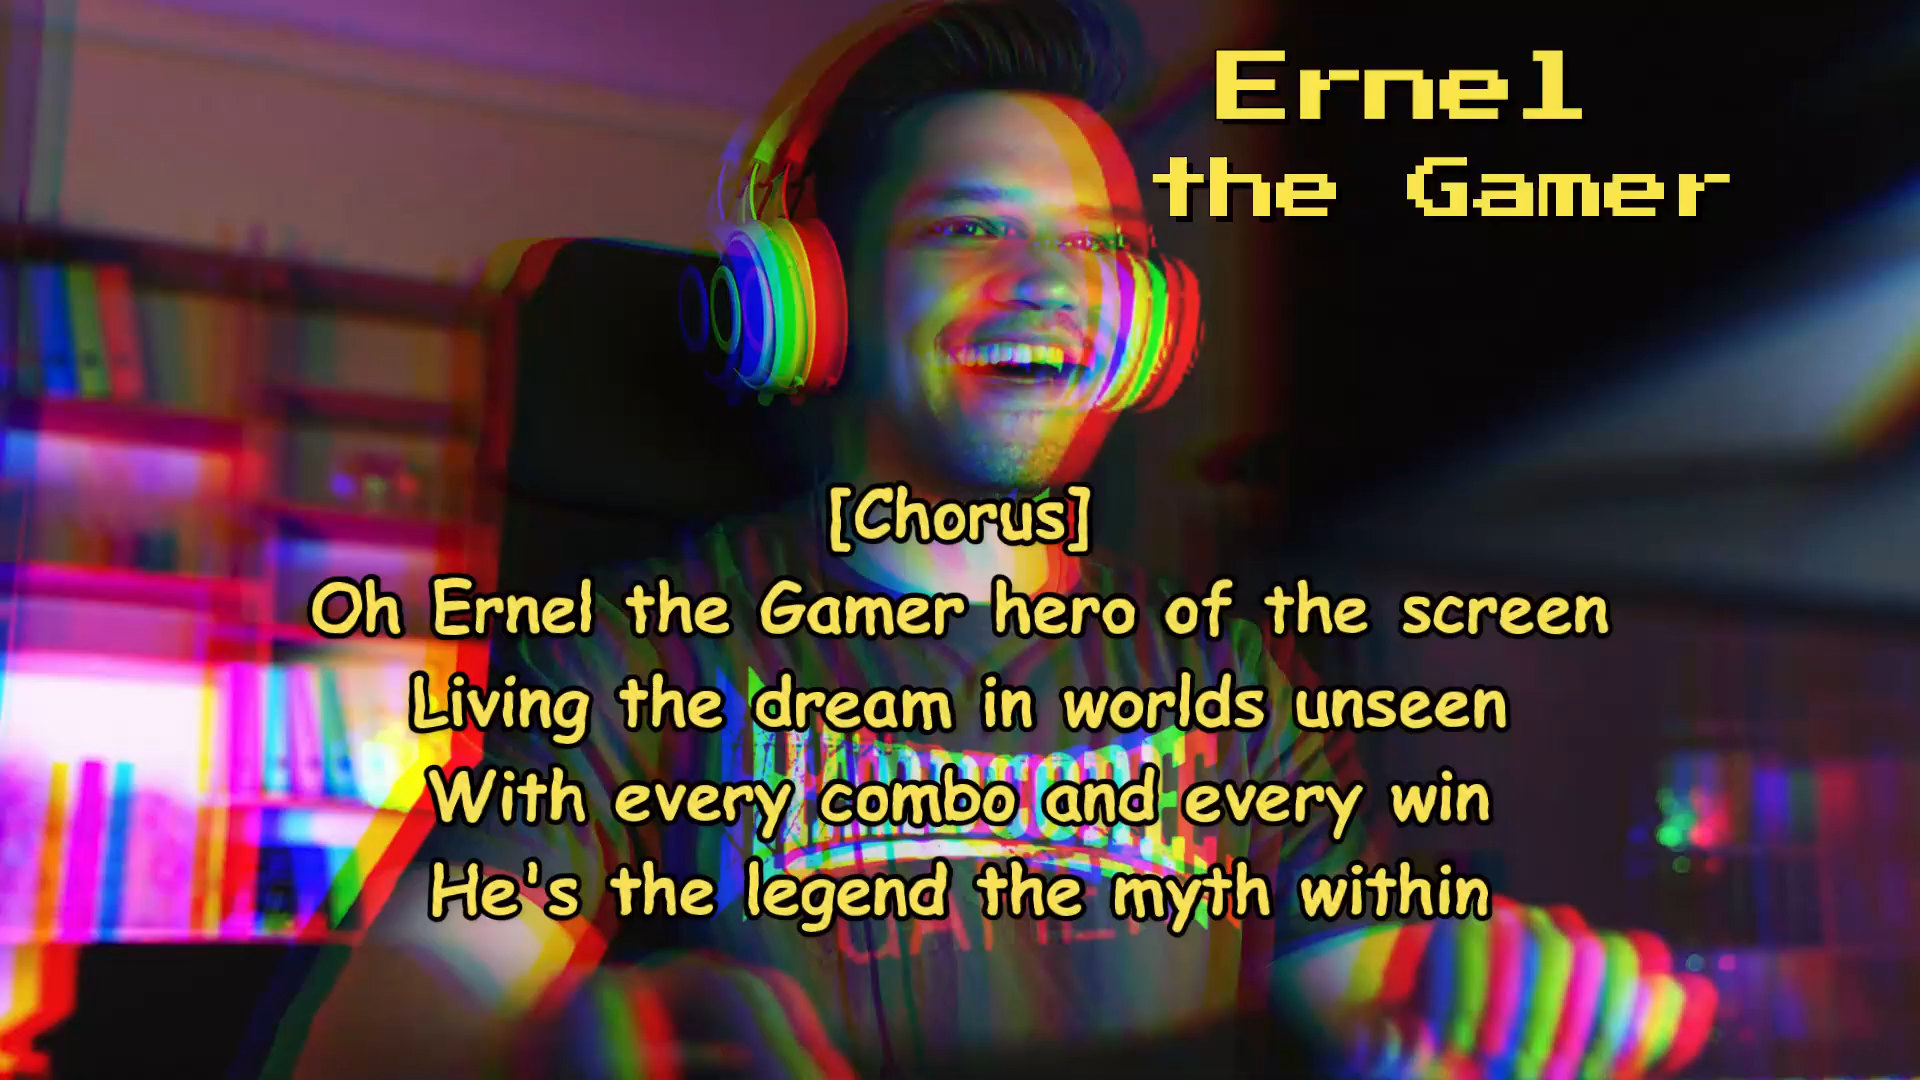 Ernel
the Gamer
[Chorus]
Oh Ernel the Gamer hero of the screen
Living the dream in worlds unseen
With every combo and every win
He's the legend the myth within
GAMER